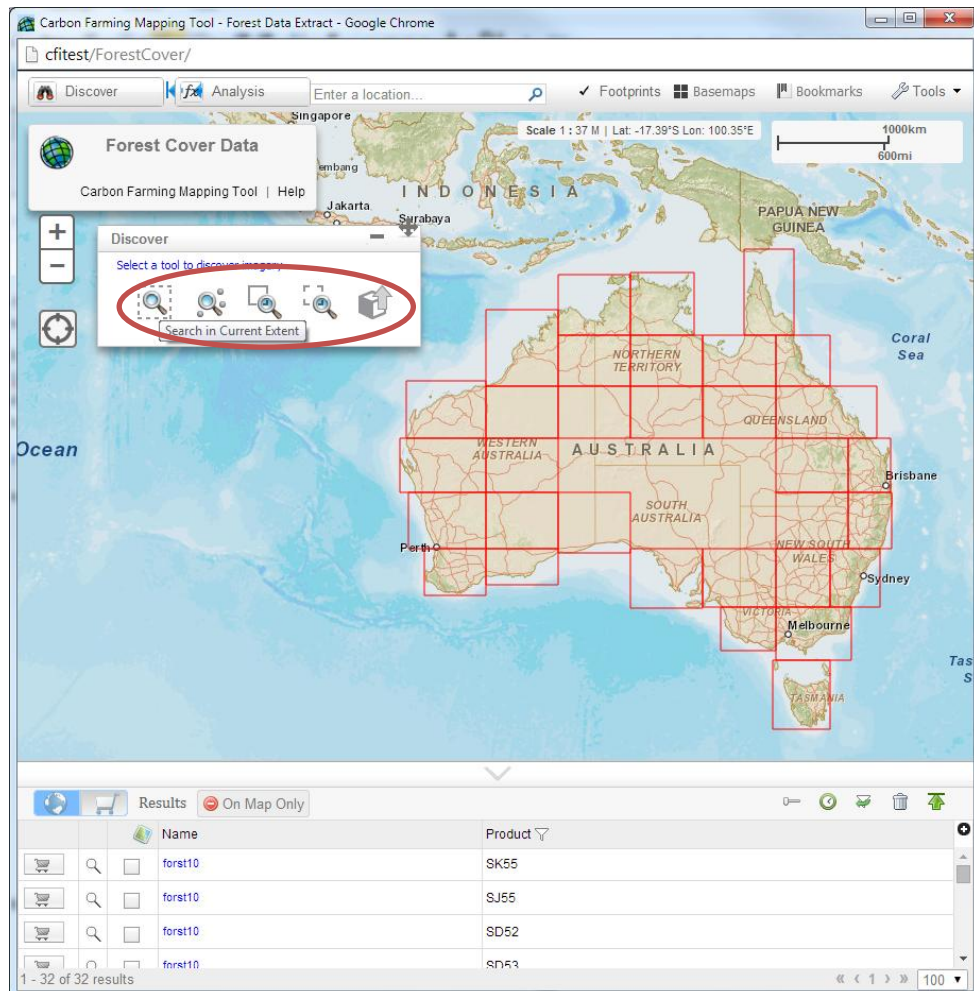 Carbon Farming Mapping Tool - Forest Data Extract - Google Chrome
cfitest/ForestCover/
Discover fx Analysis Enter a location... Footprints Basemaps Bookmarks Tools
Singapore
Scale 1 : 37 M | Lat: -17.39°S Lon: 100.35°E
1000km
600mi
Forest Cover Data
Carbon Farming Mapping Tool | Help
embang
INDONESIA
Jakarta
Surabaya
PAPUA NEW
GUINEA
+
−
Discover
Select a tool to discover imagery
Search in Current Extent
Coral
Sea
NORTHERN
TERRITORY
QUEENSLAND
Ocean
WESTERN
AUSTRALIA
AUSTRALIA
Brisbane
SOUTH
AUSTRALIA
Perth
NEW SOUTH
WALES
Sydney
VICTORIA
Melbourne
Tas
S
TASMANIA
Results On Map Only
Name Product
forst10 SK55
forst10 SJ55
forst10 SD52
forst10 SD53
1 - 32 of 32 results « ‹ 1 › » 100